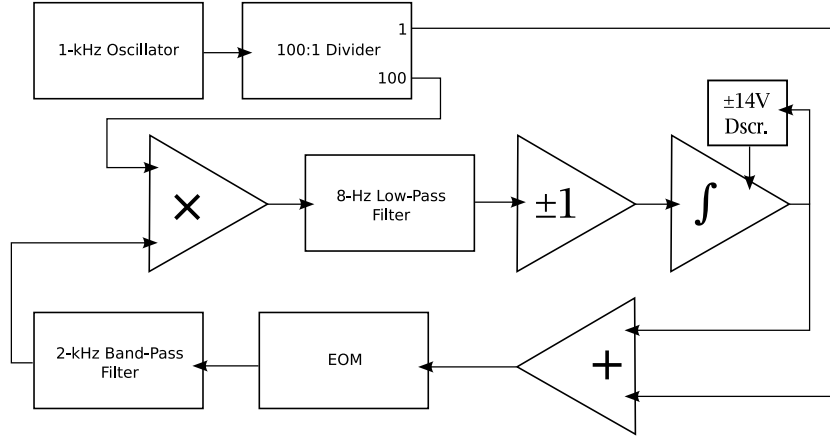 1-kHz Oscillator
100:1 Divider
1
100
±14V
Dscr.
×
8-Hz Low-Pass
Filter
±1
∫
2-kHz Band-Pass
Filter
EOM
+